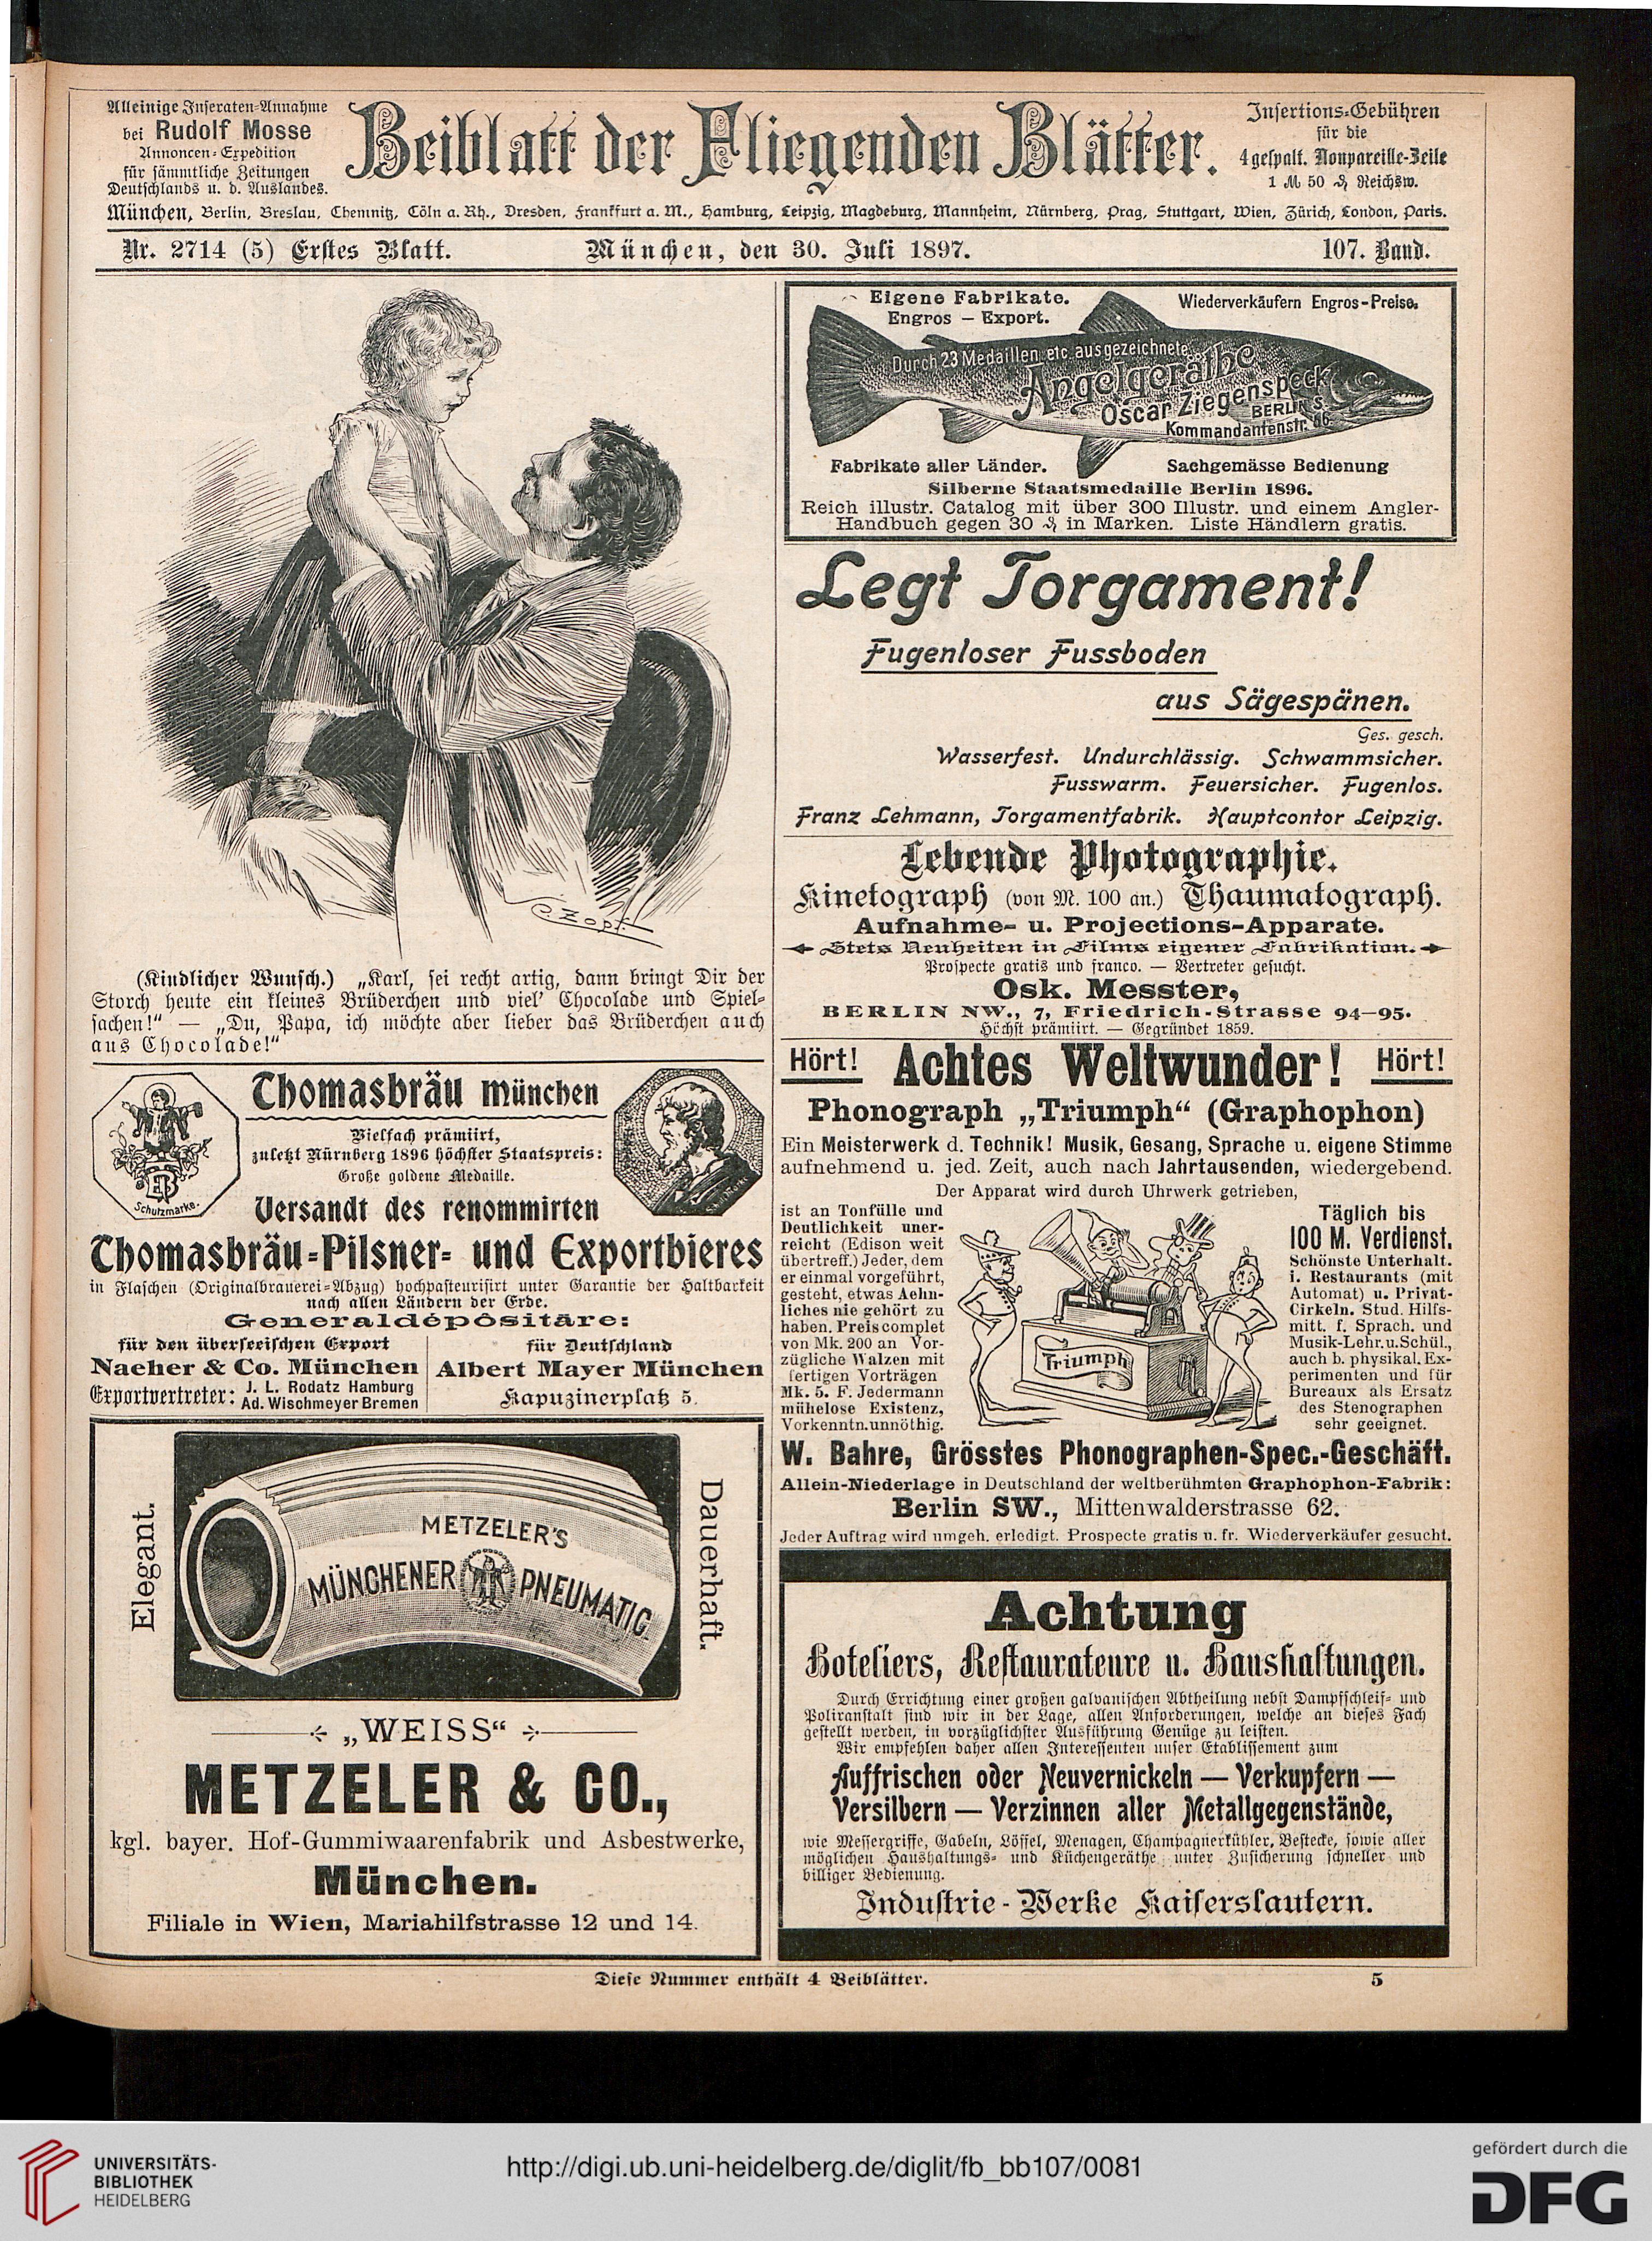 Alleinige Inseraten-Annahme
bei Rudolf Mosse
Annoncen-Expedition
für sämmtliche Zeitungen
Deutschlands u. d. Auslandes.
Beiblatt der Fliegenden Blätter.
Insertions-Gebühren
für die
4 gespalt. Nonpareille-Zeile
1 ℳ 50 ₰ Reichsw.
München, Berlin, Breslau, Chemnitz, Cöln a. Rh., Dresden, Frankfurt a. M., Hamburg, Leipzig, Magdeburg, Mannheim, Nürnberg, Prag, Stuttgart, Wien, Zürich, London, Paris.
Nr. 2714 (5) Erstes Blatt. München, den 30. Juli 1897. 107. Band.
C. Zopf.
(Kindlicher Wunsch.) „Karl, sei recht artig, dann bringt Dir der
Storch heute ein kleines Brüderchen und viel' Chocolade und Spiel-
sachen!“ — „Du, Papa, ich möchte aber lieber das Brüderchen auch
aus Chocolade!“
Thomasbräu München
Vielfach prämiirt,
zuletzt Nürnberg 1896 höchster Staatspreis:
Große goldene Medaille.
Schutzmarke.
Versandt des renommirten
Thomasbräu-Pilsner- und Exportbieres
in Flaschen (Originalbrauerei-Abzug) hochpasteurisirt unter Garantie der Haltbarkeit
nach allen Ländern der Erde.
Generaldépôsitäre:
für den überseeischen Export
Naeher & Co. München
Exportvertreter: J. L. Rodatz Hamburg
Ad. Wischmeyer Bremen
für Deutschland
Albert Mayer München
Kapuzinerplatz 5.
Elegant.
METZELER'S
MÜNCHENER PNEUMATIC
Dauerhaft.
„WEISS“
METZELER & CO.,
kgl. bayer. Hof-Gummiwaarenfabrik und Asbestwerke,
München.
Filiale in Wien, Mariahilfstrasse 12 und 14.
Eigene Fabrikate.
Engros — Export.
Wiederverkäufern Engros-Preise.
Durch 23 Medaillen etc. ausgezeichnete
Angelgeräthe
Oscar Ziegenspeck
BERLIN S.
Kommandantenstr. 86.
Fabrikate aller Länder.
Sachgemässe Bedienung
Silberne Staatsmedaille Berlin 1896.
Reich illustr. Catalog mit über 300 Illustr. und einem Angler-
Handbuch gegen 30 ₰ in Marken. Liste Händlern gratis.
Legt Torgament!
Fugenloser Fussboden
aus Sägespänen.
Ges. gesch.
Wasserfest. Undurchlässig. Schwammsicher.
Fusswarm. Feuersicher. Fugenlos.
Franz Lehmann, Torgamentfabrik. Hauptcontor Leipzig.
Lebende Photographie.
Kinetograph (von M. 100 an.) Thaumatograph.
Aufnahme- u. Projections-Apparate.
Stets Neuheiten in Films eigener Fabrikation.
Prospecte gratis und franco. — Vertreter gesucht.
Osk. Messter,
BERLIN NW., 7, Friedrich-Strasse 94—95.
Höchst prämiirt. — Gegründet 1859.
Hört! Achtes Weltwunder! Hört!
Phonograph „Triumph“ (Graphophon)
Ein Meisterwerk d. Technik! Musik, Gesang, Sprache u. eigene Stimme
aufnehmend u. jed. Zeit, auch nach Jahrtausenden, wiedergebend.
Der Apparat wird durch Uhrwerk getrieben,
ist an Tonfülle und
Deutlichkeit uner-
reicht (Edison weit
übertreff.) Jeder, dem
er einmal vorgeführt,
gesteht, etwas Aehn-
liches nie gehört zu
haben. Preis complet
von Mk. 200 an Vor-
zügliche Walzen mit
fertigen Vorträgen
Mk. 5. F. Jedermann
mühelose Existenz,
Vorkenntn. unnöthig.
Triumph
Täglich bis
100 M. Verdienst.
Schönste Unterhalt.
i. Restaurants (mit
Automat) u. Privat-
Cirkeln. Stud. Hilfs-
mitt. f. Sprach. und
Musik-Lehr. u. Schül.,
auch b. physikal. Ex-
perimenten und für
Bureaux als Ersatz
des Stenographen
sehr geeignet.
W. Bahre, Grösstes Phonographen-Spec.-Geschäft.
Allein-Niederlage in Deutschland der weltberühmten Graphophon-Fabrik:
Berlin SW., Mittenwalderstrasse 62.
Jeder Auftrag wird umgeh. erledigt. Prospecte gratis u. fr. Wiederverkäufer gesucht.
Achtung
Hoteliers, Restaurateure u. Haushaltungen.
Durch Errichtung einer großen galvanischen Abtheilung nebst Dampfschleif- und
Poliranstalt sind wir in der Lage, allen Anforderungen, welche an dieses Fach
gestellt werden, in vorzüglichster Ausführung Genüge zu leisten.
Wir empfehlen daher allen Interessenten unser Etablissement zum
Auffrischen oder Neuvernickeln — Verkupfern —
Versilbern — Verzinnen aller Metallgegenstände,
wie Messergriffe, Gabeln, Löffel, Menagen, Champagnerkühler, Bestecke, sowie aller
möglichen Haushaltungs- und Küchengeräthe unter Zusicherung schneller und
billiger Bedienung.
Industrie-Werke Kaiserslautern.
Diese Nummer enthält 4 Beiblätter.
5
UNIVERSITÄTS-
BIBLIOTHEK
HEIDELBERG
http://digi.ub.uni-heidelberg.de/diglit/fb_bb107/0081
gefördert durch die
DFG